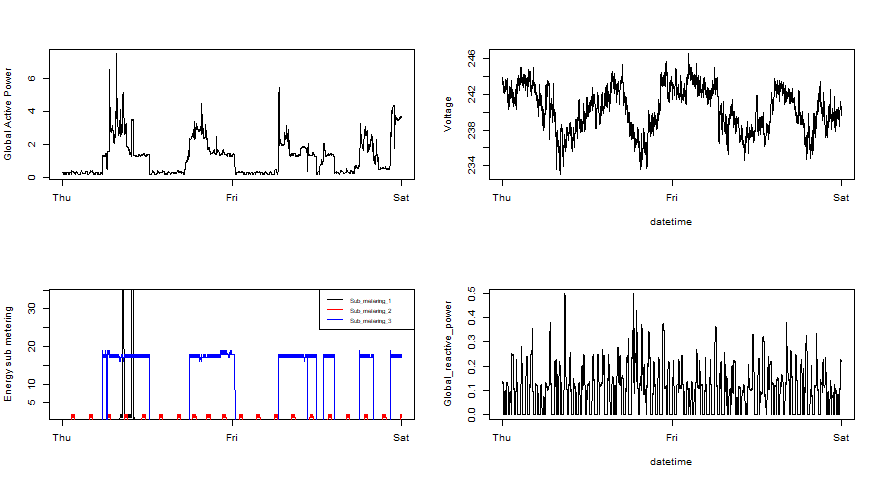 Global Active Power
6
4
2
0
Thu
Fri
Sat
Voltage
246
242
238
234
Thu
Fri
Sat
datetime
Energy sub metering
30
20
10
5
Thu
Fri
Sat
Sub_metering_1
Sub_metering_2
Sub_metering_3
Global_reactive_power
0.5
0.4
0.3
0.2
0.1
0.0
Thu
Fri
Sat
datetime